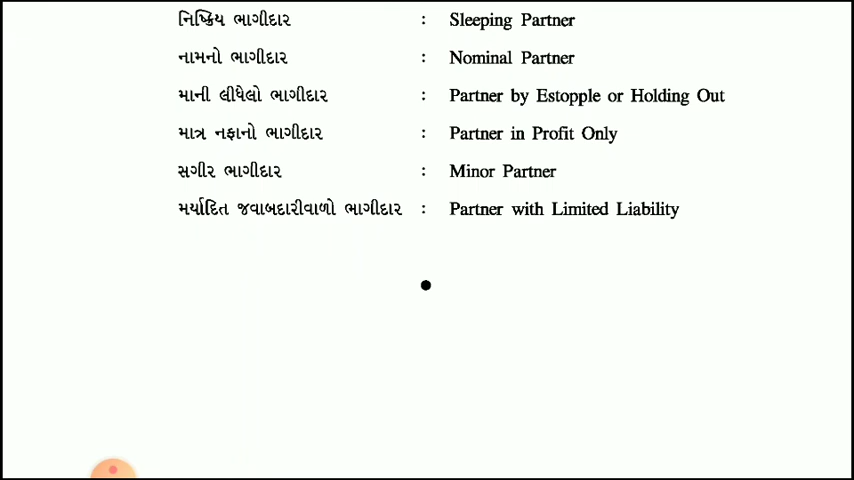 નિષ્ક્રિય ભાગીદાર : Sleeping Partner
નામનો ભાગીદાર : Nominal Partner
માની લીધેલો ભાગીદાર : Partner by Estopple or Holding Out
માત્ર નફાનો ભાગીદાર : Partner in Profit Only
સગીર ભાગીદાર : Minor Partner
મર્યાદિત જવાબદારીવાળો ભાગીદાર : Partner with Limited Liability